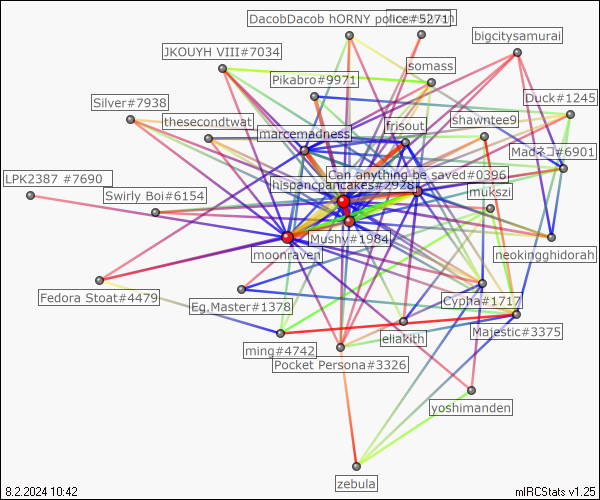 DacobDacob hORNY police#5271
bigcitysamurai
JKOUYH VIII#7034
somass
Pikabro#9971
Silver#7938
Duck#1245
thesecondtwat
shawntee9
marcemadness
frisout
Madネコ#6901
LPK2387 #7690
Can anything be saved#0396
hispancpancakes#2928
Swirly Boi#6154
mukszi
Mushy#1984
moonraven
neokingghidorah
Fedora Stoat#4479
Eg.Master#1378
Cypha#1717
Majestic#3375
eliakith
ming#4742
Pocket Persona#3326
yoshimanden
zebula
8.2.2024 10:42
mIRCStats v1.25